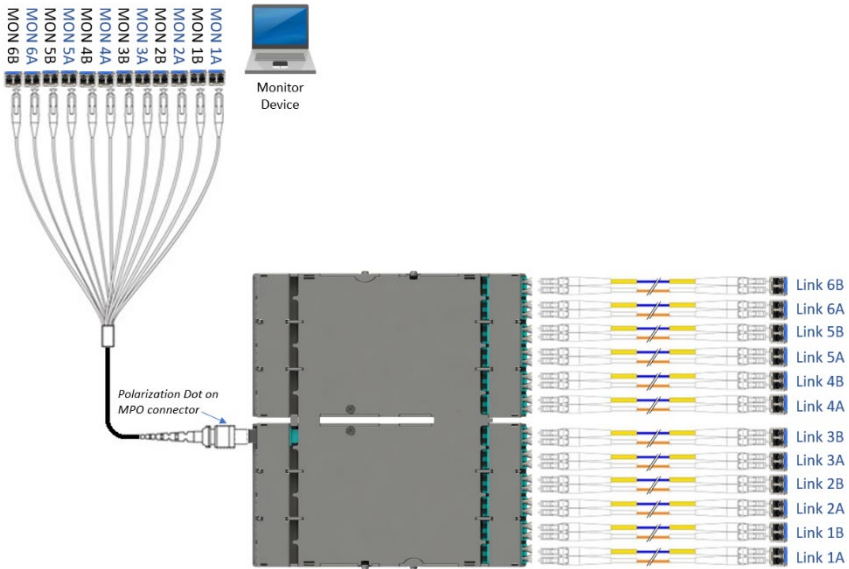 MON 6B
MON 6A
MON 5B
MON 5A
MON 4B
MON 4A
MON 3B
MON 3A
MON 2B
MON 2A
MON 1B
MON 1A
Monitor
Device
Polarization Dot on
MPO connector
Link 6B
Link 6A
Link 5B
Link 5A
Link 4B
Link 4A
Link 3B
Link 3A
Link 2B
Link 2A
Link 1B
Link 1A